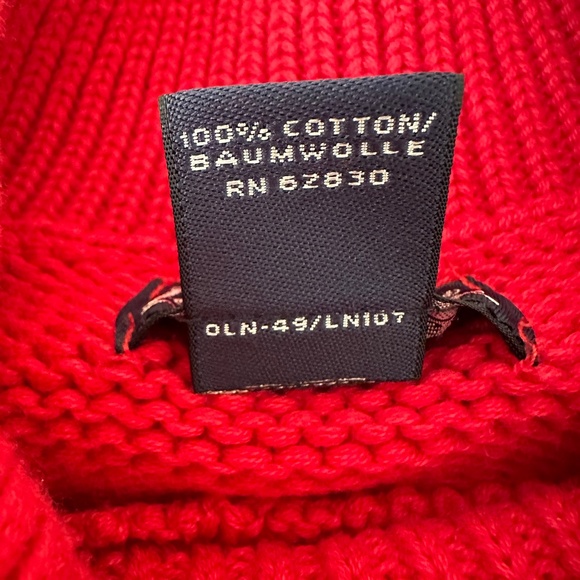 100% COTTON/
BAUMWOLLE
RN 62830
OLN-49/LN107